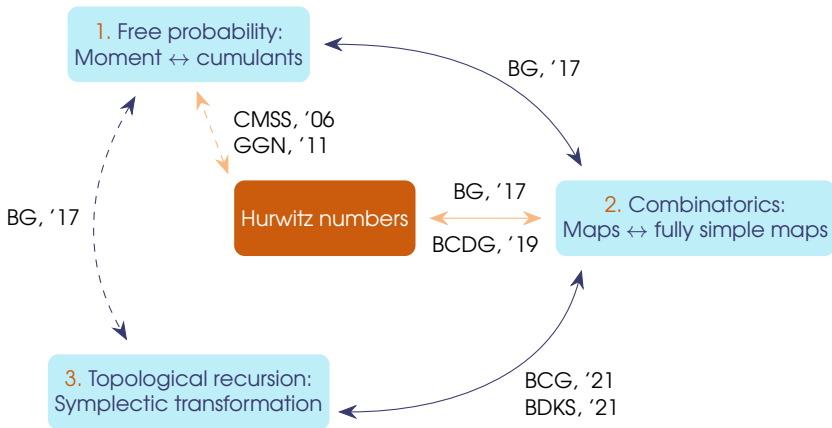 1. Free probability:
Moment ↔ cumulants
BG, '17
CMSS, '06
GGN, '11
BG, '17
Hurwitz numbers
BG, '17
BCDG, '19
2. Combinatorics:
Maps ↔ fully simple maps
3. Topological recursion:
Symplectic transformation
BCG, '21
BDKS, '21